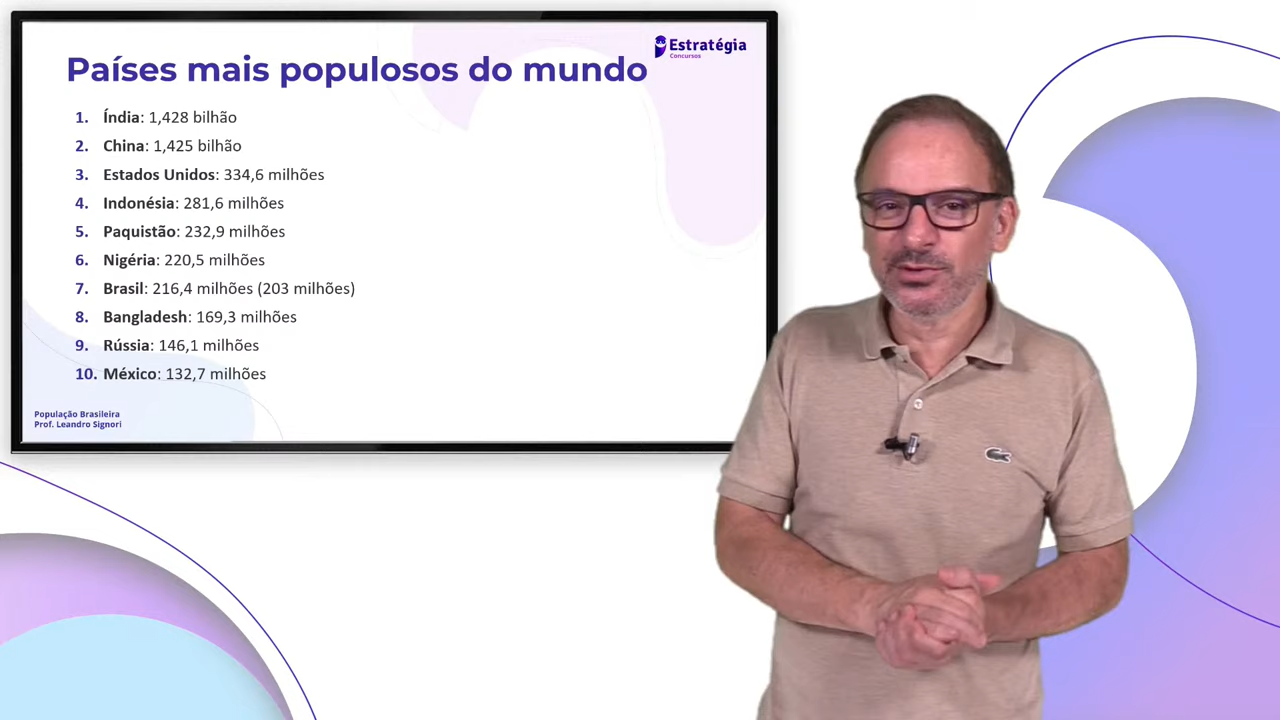 Países mais populosos do mundo
Estratégia
Concursos
1. Índia: 1,428 bilhão
2. China: 1,425 bilhão
3. Estados Unidos: 334,6 milhões
4. Indonésia: 281,6 milhões
5. Paquistão: 232,9 milhões
6. Nigéria: 220,5 milhões
7. Brasil: 216,4 milhões (203 milhões)
8. Bangladesh: 169,3 milhões
9. Rússia: 146,1 milhões
10. México: 132,7 milhões
População Brasileira
Prof. Leandro Signori